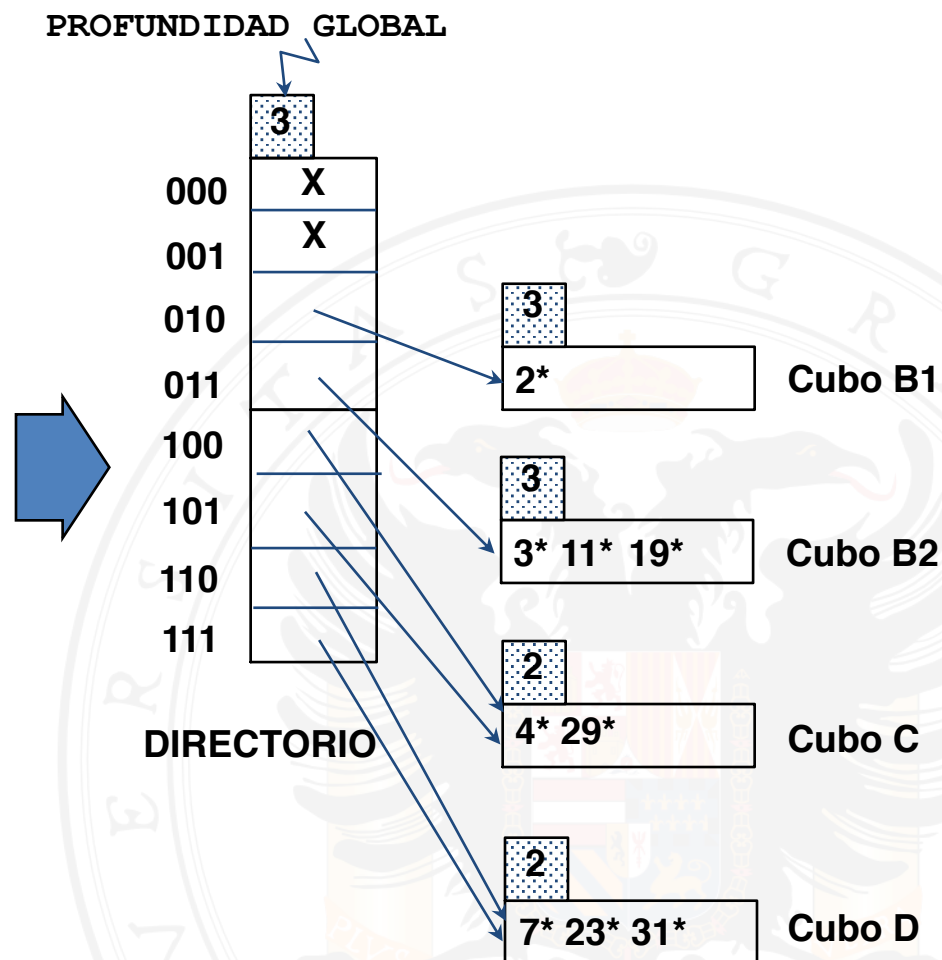 PROFUNDIDAD GLOBAL
3
000 X
001 X
010
011
100
101
110
111
DIRECTORIO
3
2* Cubo B1
3
3* 11* 19* Cubo B2
2
4* 29* Cubo C
2
7* 23* 31* Cubo D